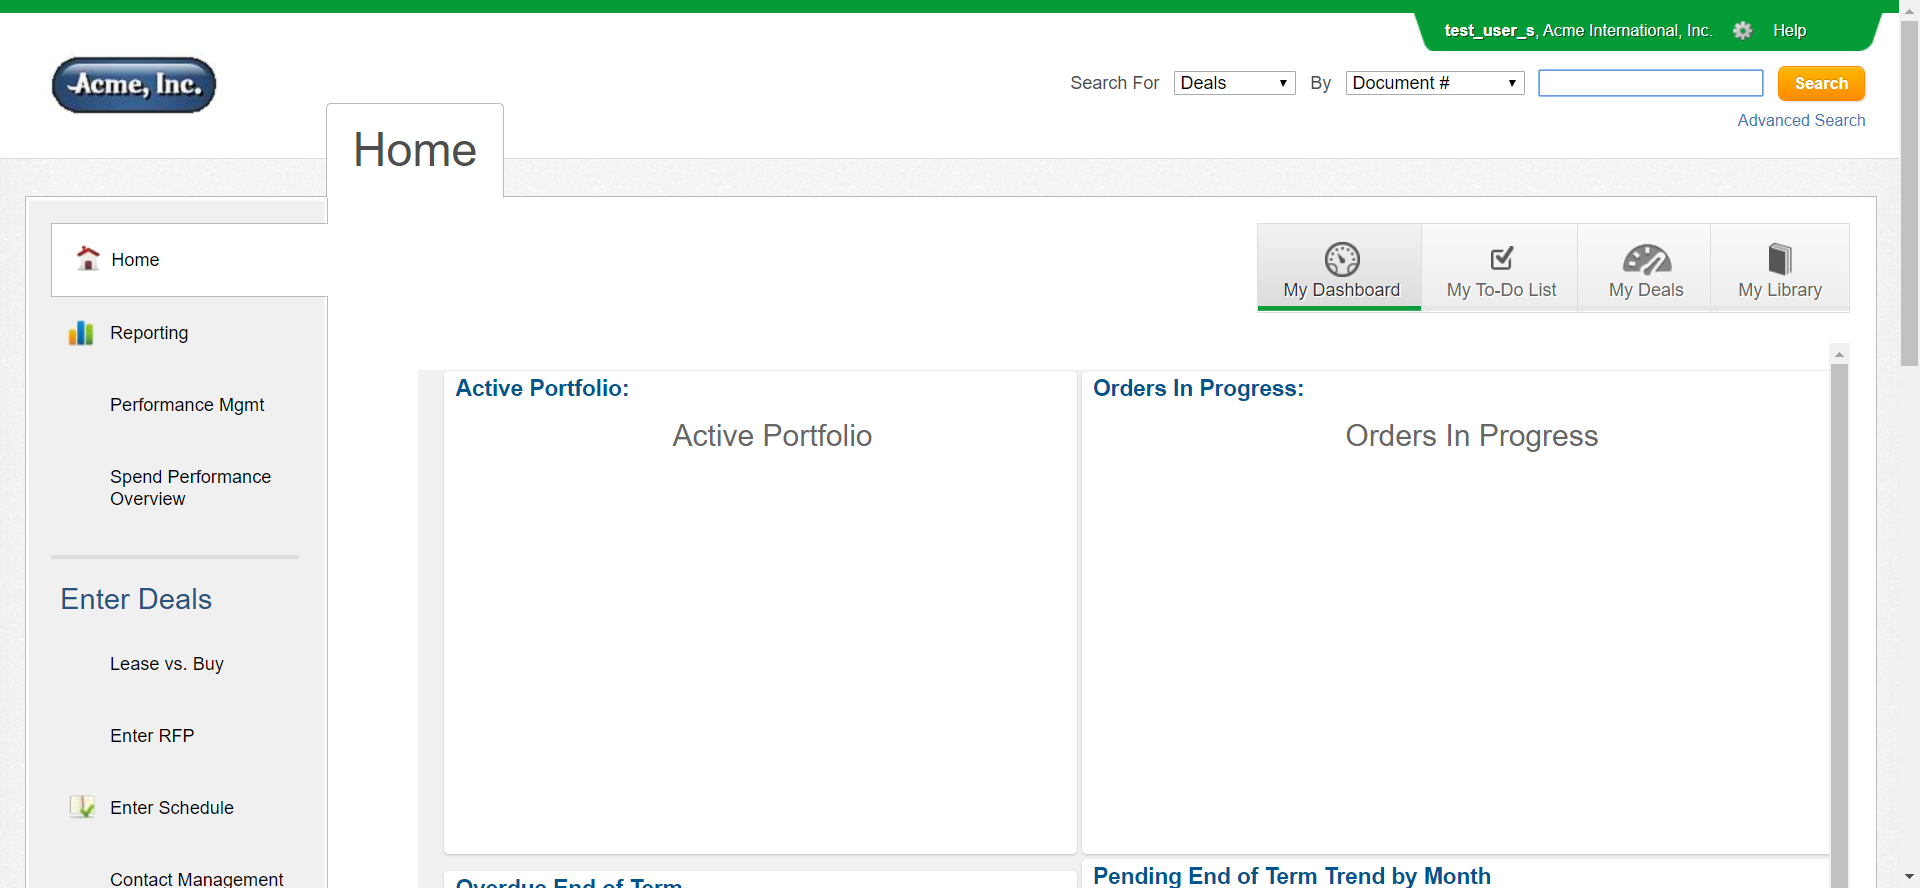 test_user_s, Acme International, Inc. Help
Acme, Inc.
Search For Deals By Document # Search
Advanced Search
Home
Home
Reporting
Performance Mgmt
Spend Performance
Overview
Enter Deals
Lease vs. Buy
Enter RFP
Enter Schedule
Contact Management
My Dashboard
My To-Do List
My Deals
My Library
Active Portfolio:
Active Portfolio
Orders In Progress:
Orders In Progress
Overdue End of Term
Pending End of Term Trend by Month